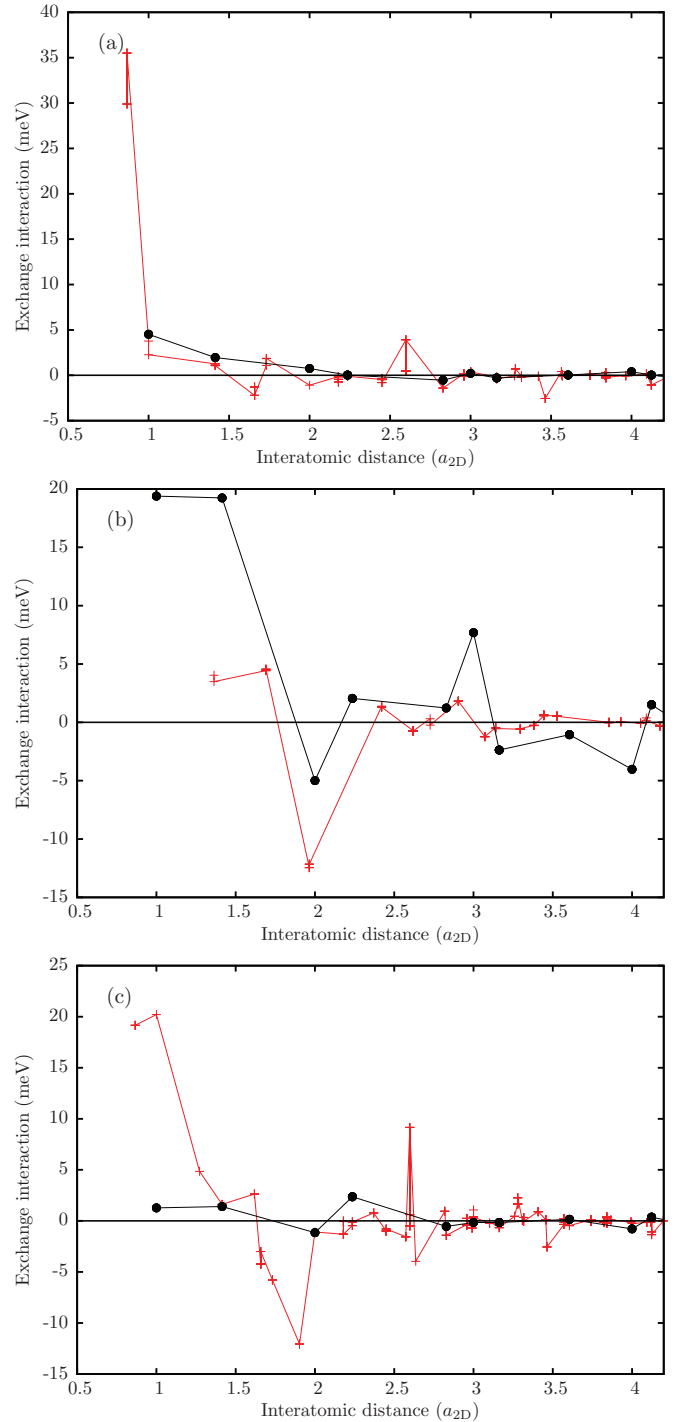 (a)
Exchange interaction (meV)
40
35
30
25
20
15
10
5
0
-5
0.5 1 1.5 2 2.5 3 3.5 4
Interatomic distance (a2D)
(b)
Exchange interaction (meV)
20
15
10
5
0
-5
-10
-15
0.5 1 1.5 2 2.5 3 3.5 4
Interatomic distance (a2D)
(c)
Exchange interaction (meV)
25
20
15
10
5
0
-5
-10
-15
0.5 1 1.5 2 2.5 3 3.5 4
Interatomic distance (a2D)